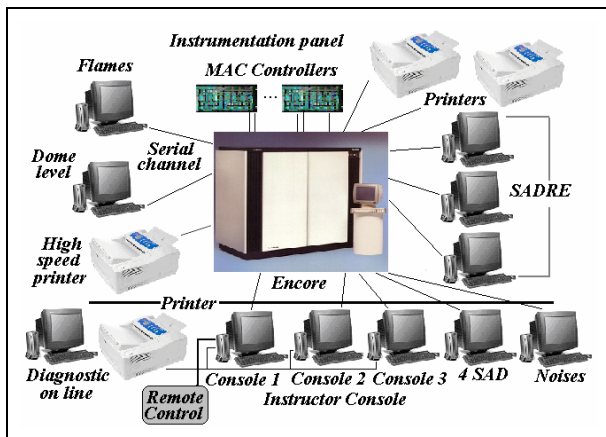 Instrumentation panel
Flames
MAC Controllers
...
Printers
Serial
channel
Dome
level
SADRE
High
speed
printer
Encore
Printer
Diagnostic
on line
Console 1
Console 2
Console 3
4 SAD
Noises
Remote
Control
Instructor Console